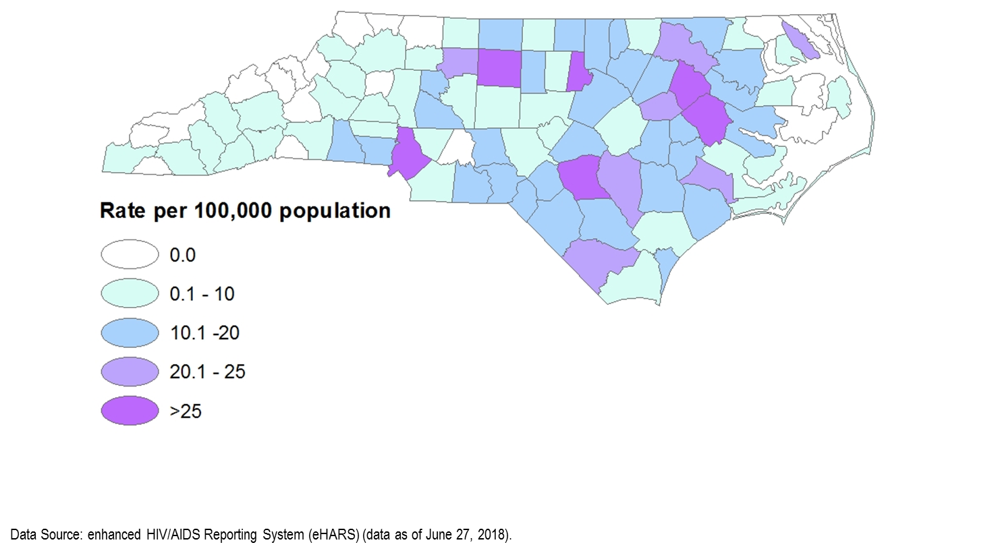 Rate per 100,000 population
0.0
0.1 - 10
10.1 -20
20.1 - 25
>25
Data Source: enhanced HIV/AIDS Reporting System (eHARS) (data as of June 27, 2018).